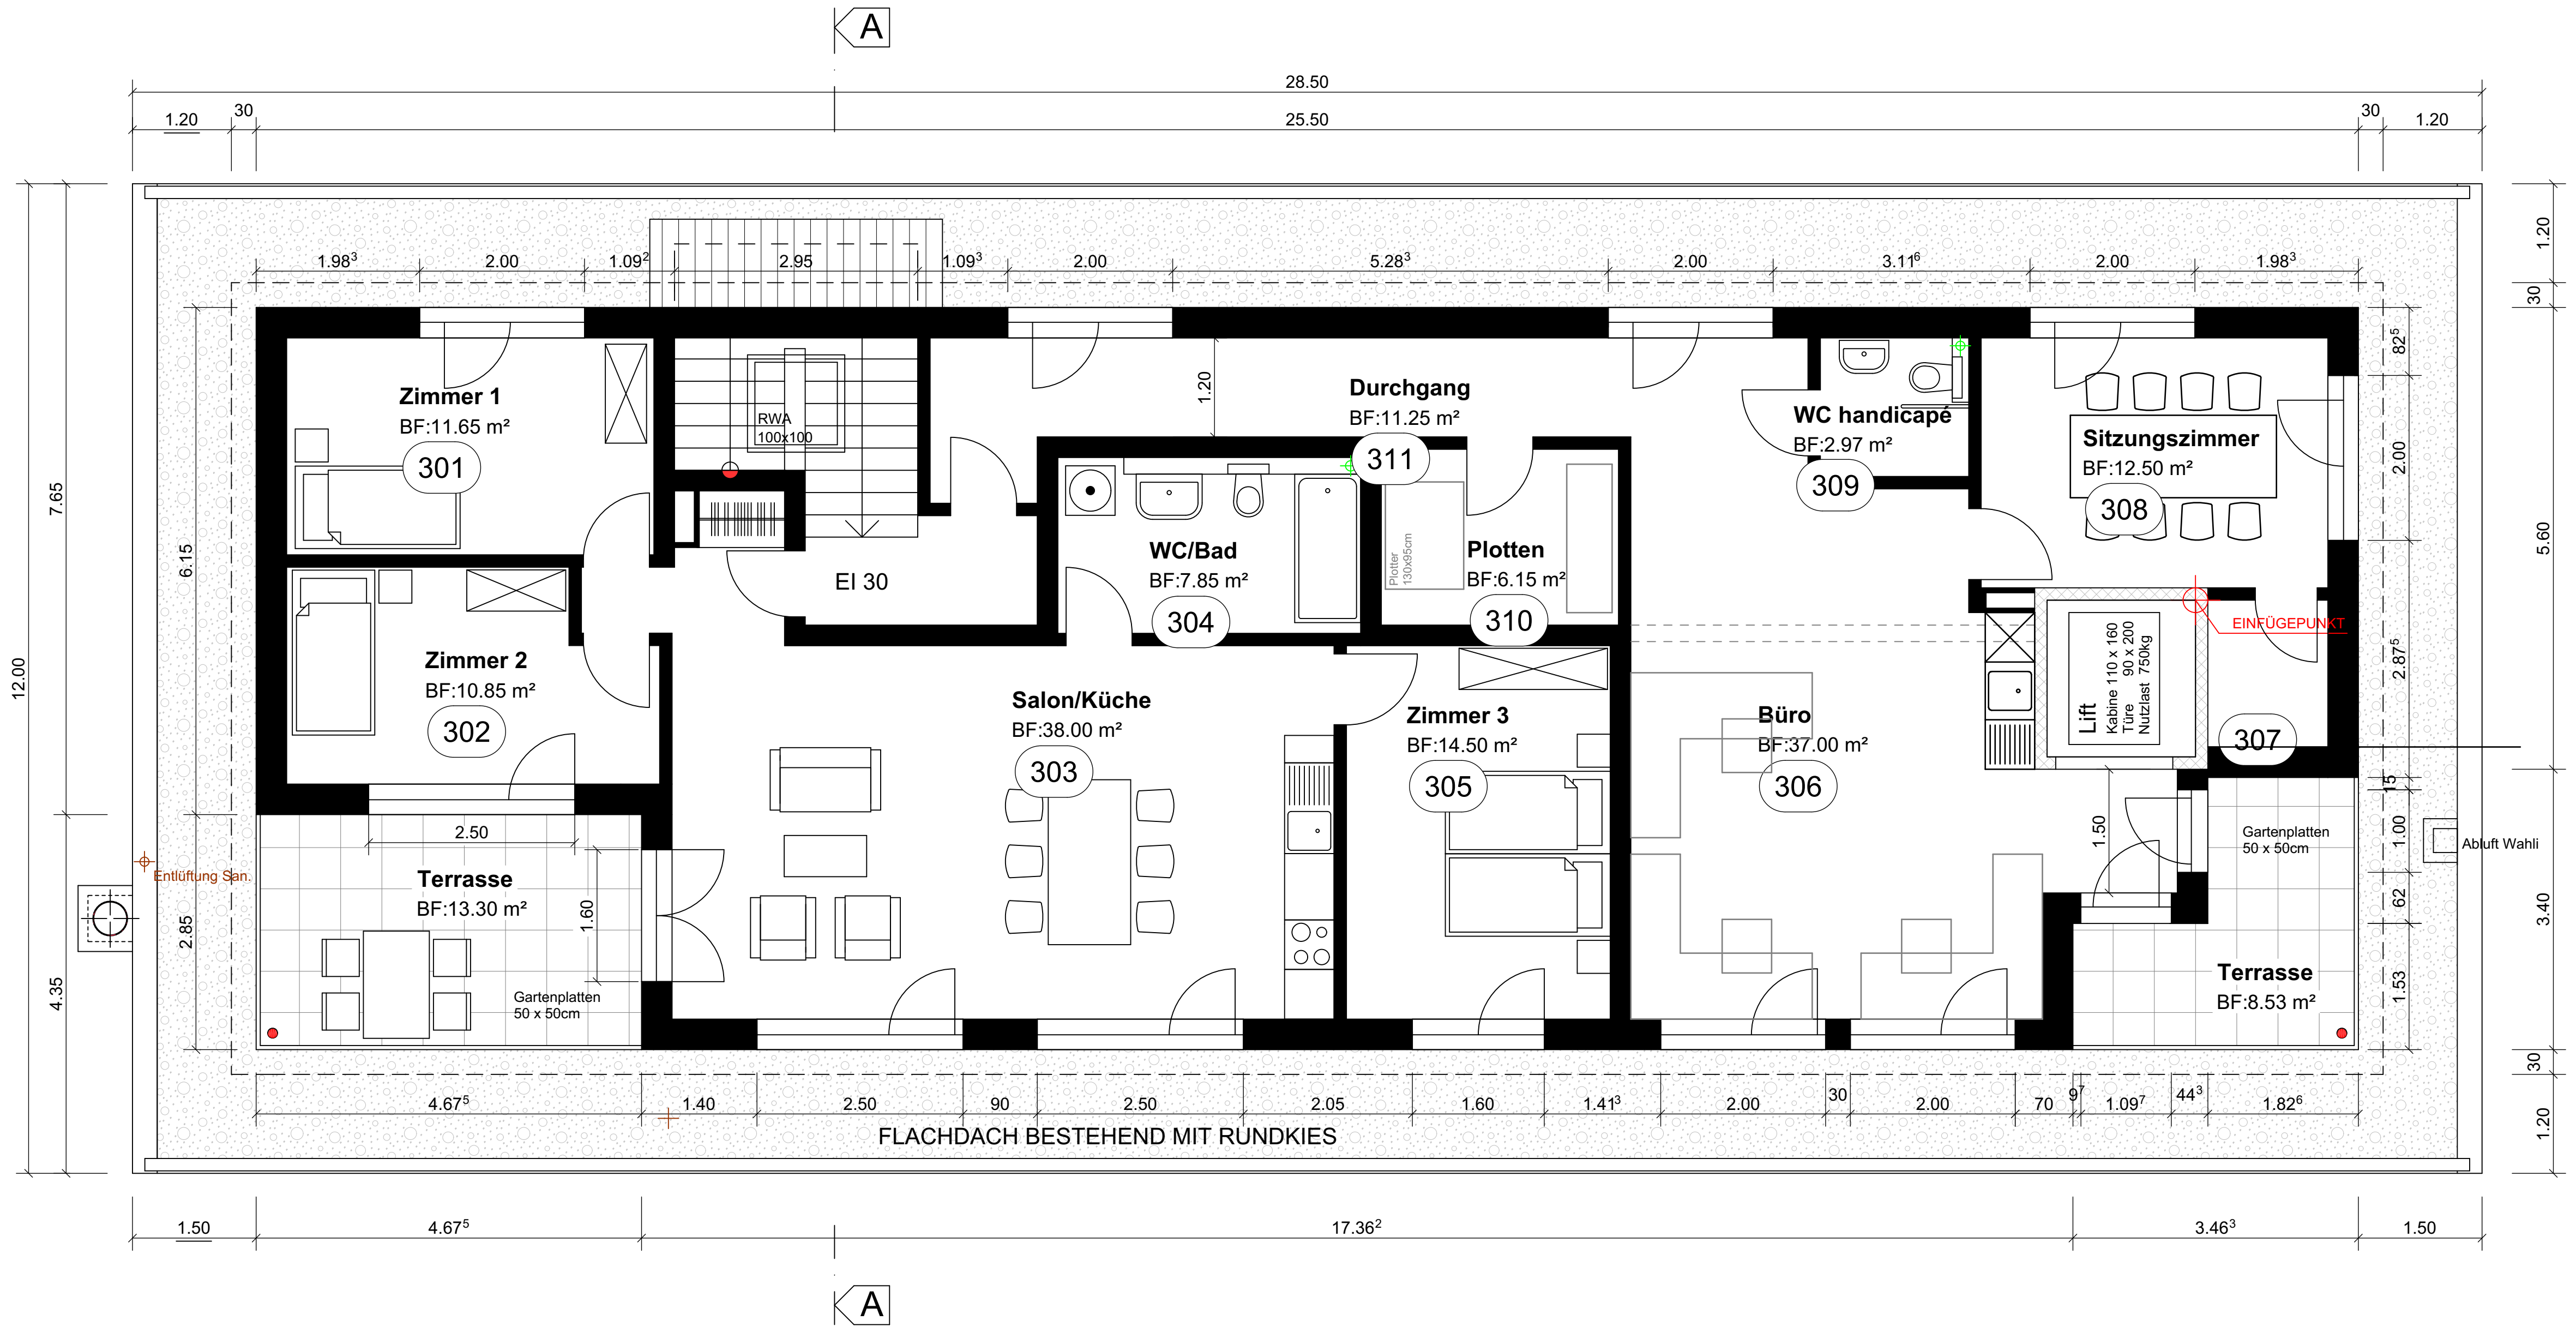 A
28.50
1.20
30
25.50
30
1.20
1.98³
2.00
1.09²
2.95
1.09³
2.00
5.28³
2.00
3.11⁶
2.00
1.98³
12.00
7.65
4.35
6.15
2.85
1.20
30
5.60
3.40
30
1.20
82⁵
2.00
2.87⁵
15
1.00
62
1.53
Zimmer 1
BF:11.65 m²
301
RWA
100x100
1.20
Durchgang
BF:11.25 m²
311
WC handicapé
BF:2.97 m²
309
Sitzungszimmer
BF:12.50 m²
308
EI 30
WC/Bad
BF:7.85 m²
304
Plotter
130x95cm
Plotten
BF:6.15 m²
310
EINFÜGEPUNKT
Lift
Kabine 110 x 160
Türe 90 x 200
Nutzlast 750kg
307
Zimmer 2
BF:10.85 m²
302
Salon/Küche
BF:38.00 m²
303
Zimmer 3
BF:14.50 m²
305
Büro
BF:37.00 m²
306
2.50
1.60
1.50
Terrasse
BF:13.30 m²
Gartenplatten
50 x 50cm
Gartenplatten
50 x 50cm
Terrasse
BF:8.53 m²
Entlüftung San.
Abluft Wahli
4.67⁵
1.40
2.50
90
2.50
2.05
1.60
1.41³
2.00
30
2.00
70
9⁷
1.09⁷
44³
1.82⁶
FLACHDACH BESTEHEND MIT RUNDKIES
1.50
4.67⁵
17.36²
3.46³
1.50
A